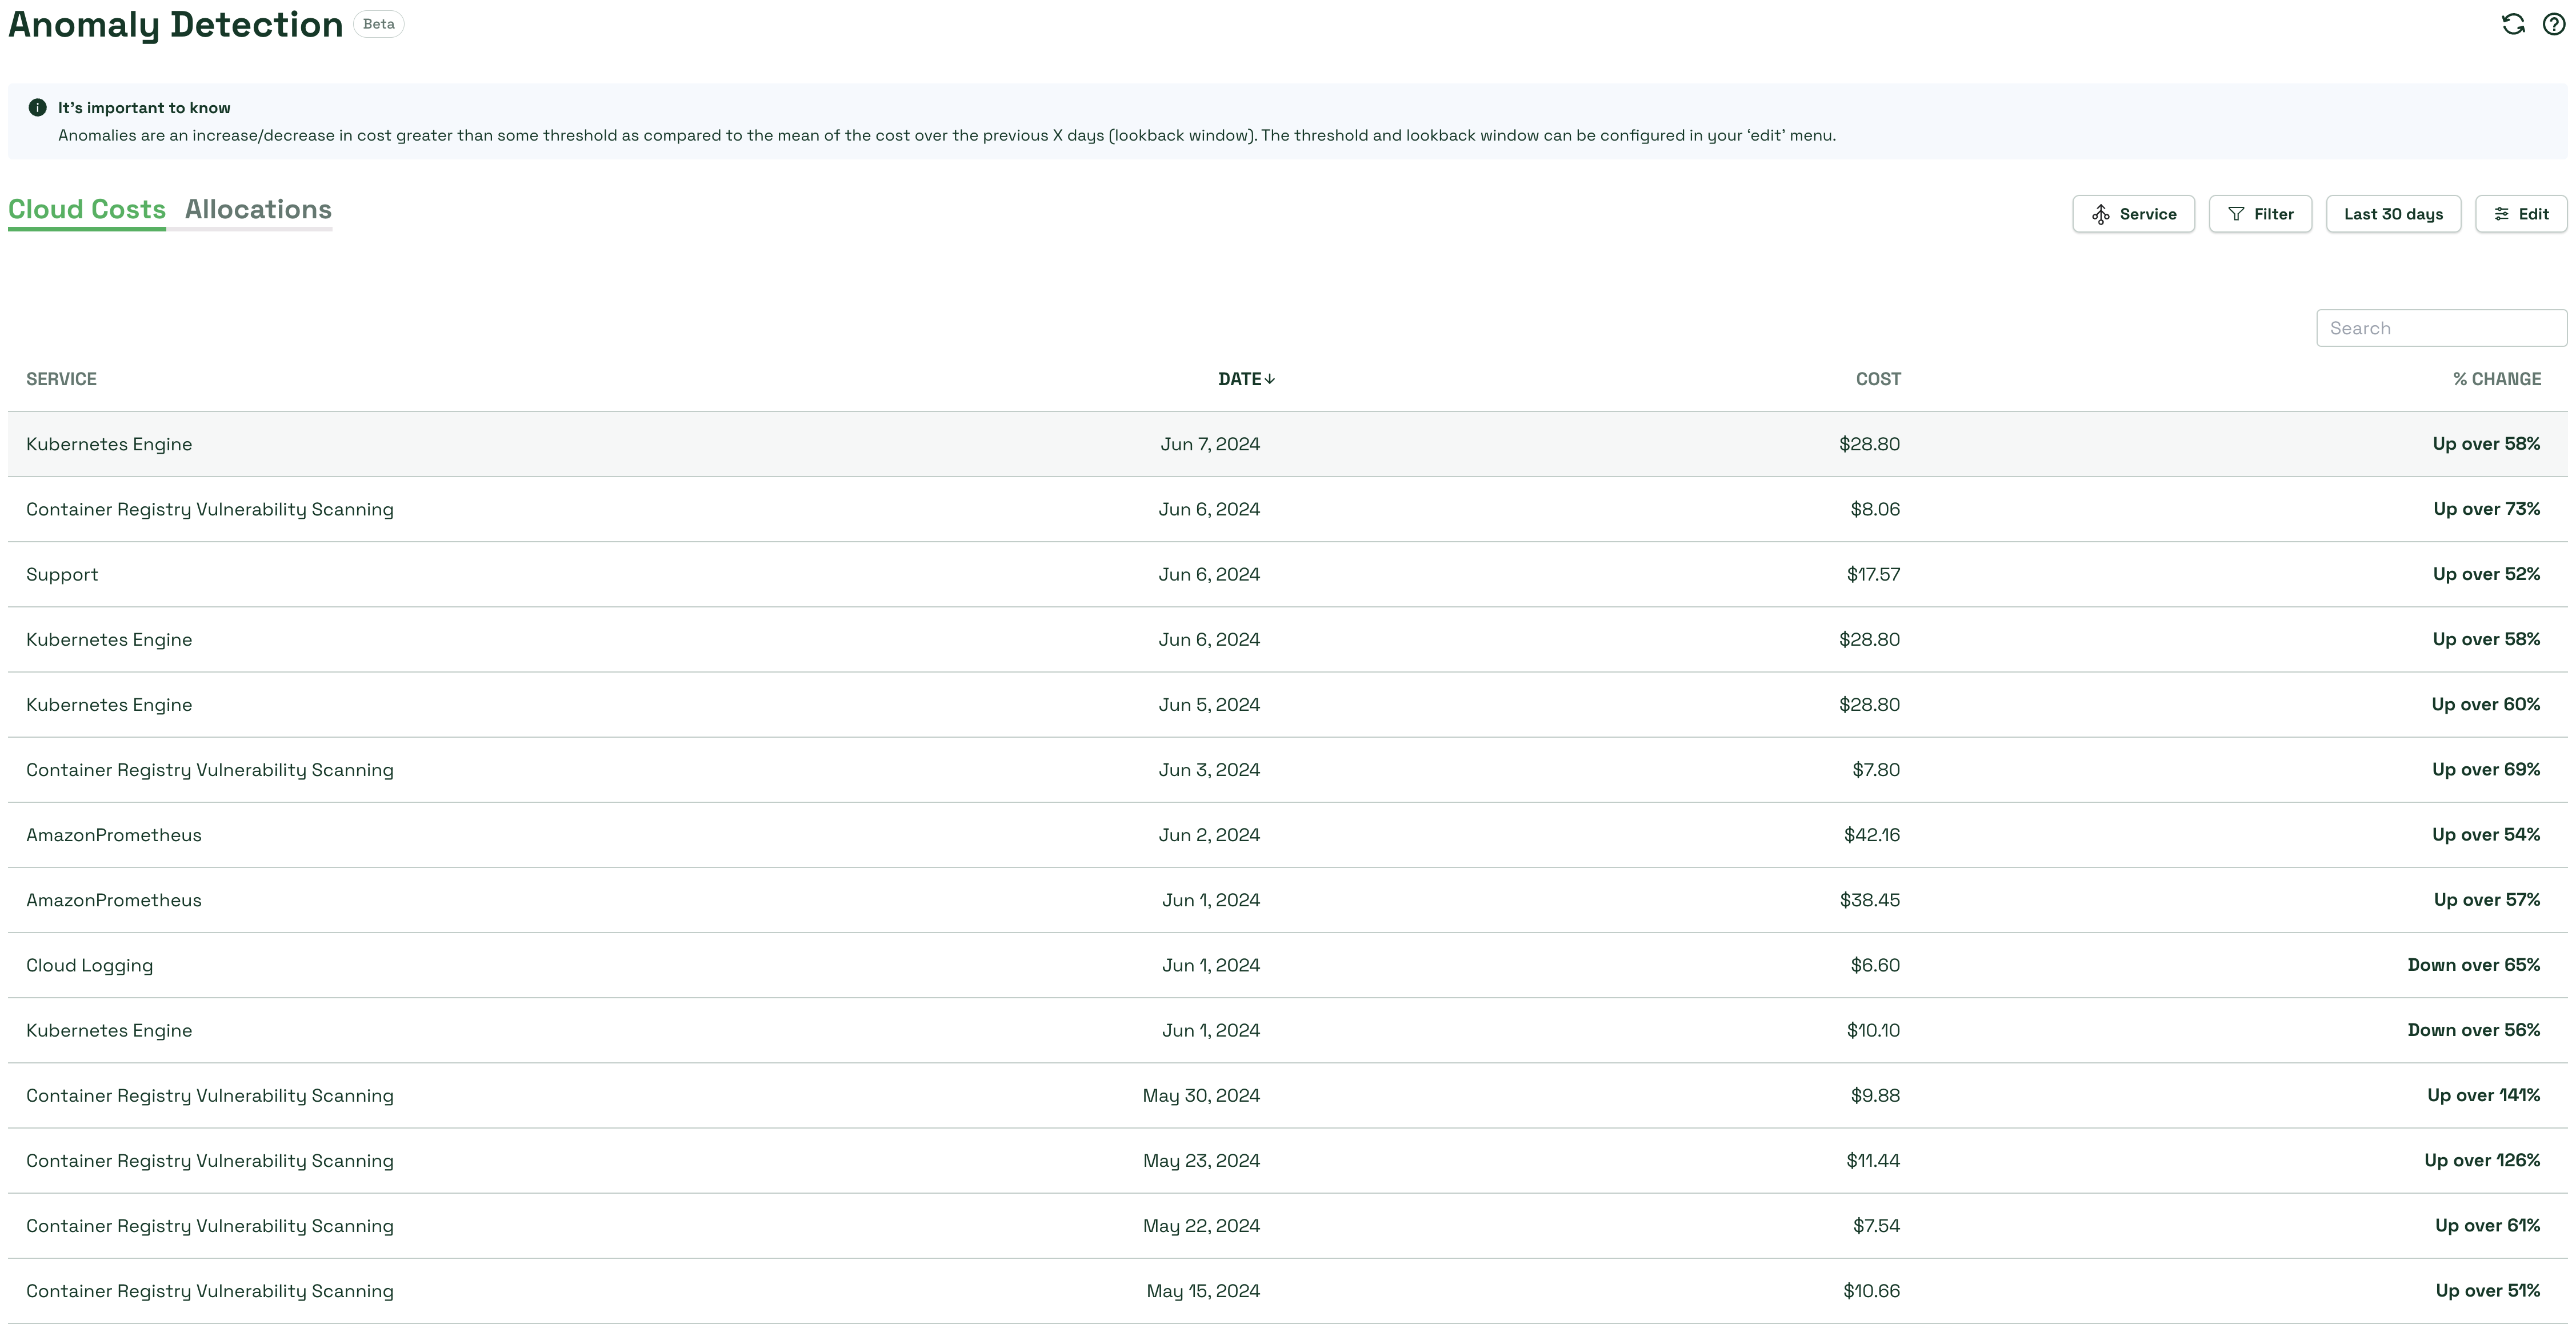 Anomaly Detection Beta
It's important to know
Anomalies are an increase/decrease in cost greater than some threshold as compared to the mean of the cost over the previous X days (lookback window). The threshold and lookback window can be configured in your ‘edit’ menu.
Cloud Costs Allocations Service Filter Last 30 days Edit
Search
SERVICE DATE↓ COST % CHANGE
Kubernetes Engine Jun 7, 2024 $28.80 Up over 58%
Container Registry Vulnerability Scanning Jun 6, 2024 $8.06 Up over 73%
Support Jun 6, 2024 $17.57 Up over 52%
Kubernetes Engine Jun 6, 2024 $28.80 Up over 58%
Kubernetes Engine Jun 5, 2024 $28.80 Up over 60%
Container Registry Vulnerability Scanning Jun 3, 2024 $7.80 Up over 69%
AmazonPrometheus Jun 2, 2024 $42.16 Up over 54%
AmazonPrometheus Jun 1, 2024 $38.45 Up over 57%
Cloud Logging Jun 1, 2024 $6.60 Down over 65%
Kubernetes Engine Jun 1, 2024 $10.10 Down over 56%
Container Registry Vulnerability Scanning May 30, 2024 $9.88 Up over 141%
Container Registry Vulnerability Scanning May 23, 2024 $11.44 Up over 126%
Container Registry Vulnerability Scanning May 22, 2024 $7.54 Up over 61%
Container Registry Vulnerability Scanning May 15, 2024 $10.66 Up over 51%